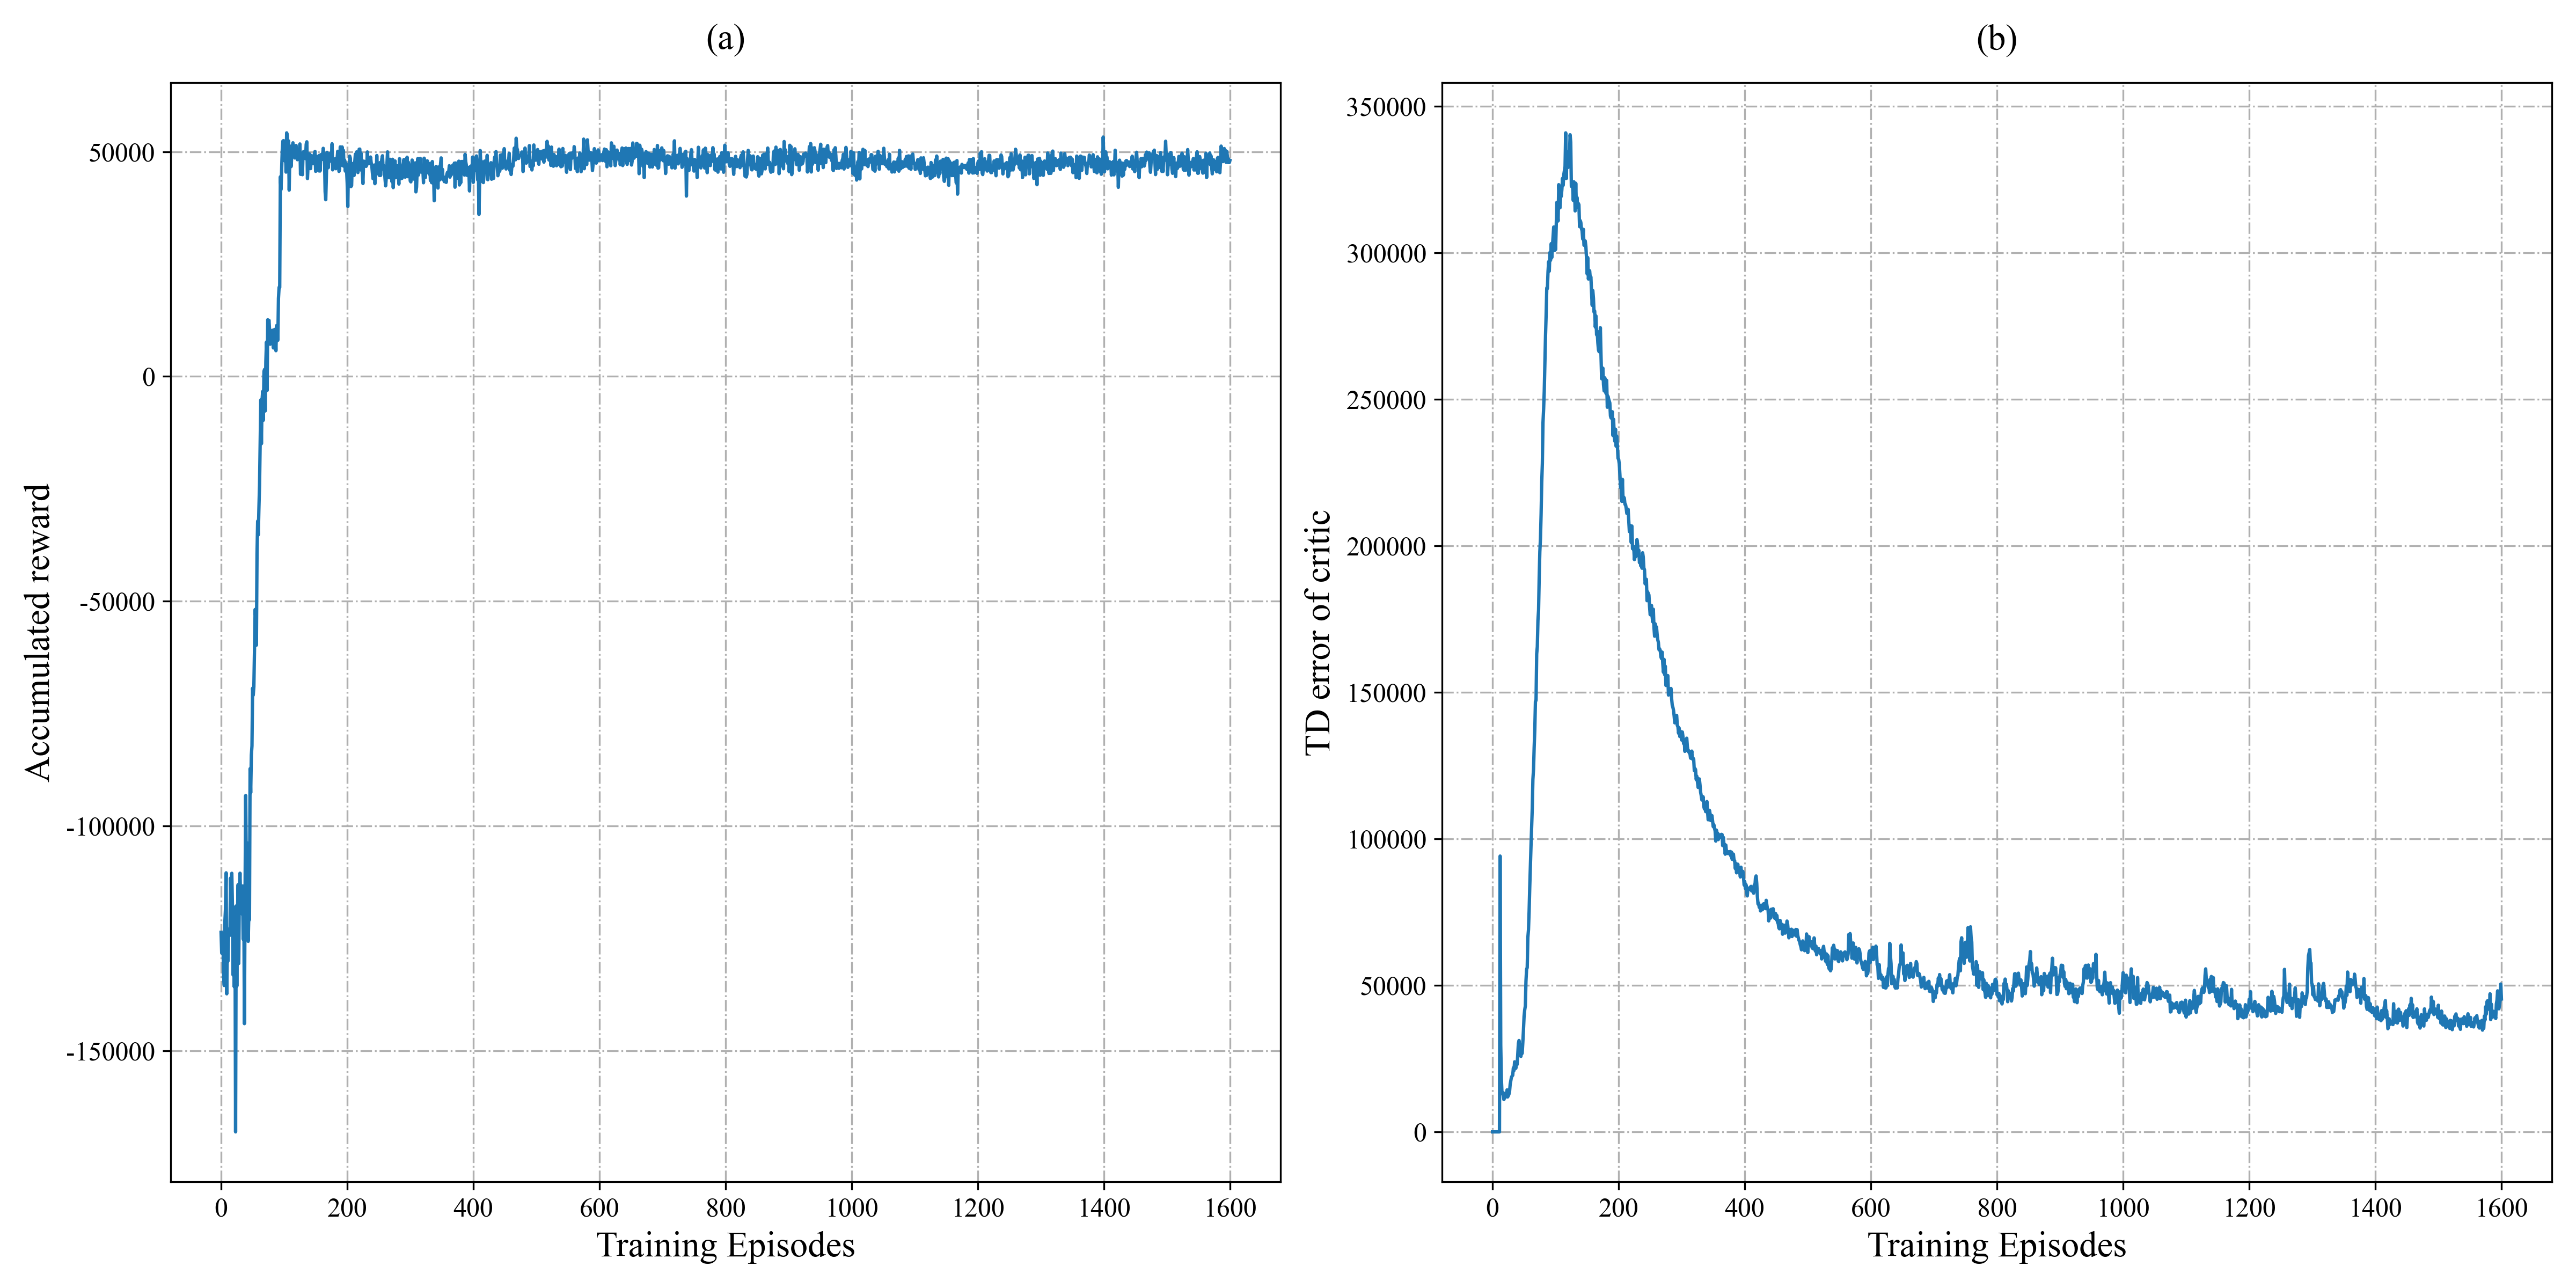 (a)
50000
0
-50000
-100000
-150000
Accumulated reward
0 200 400 600 800 1000 1200 1400 1600
Training Episodes
(b)
350000
300000
250000
200000
150000
100000
50000
0
TD error of critic
0 200 400 600 800 1000 1200 1400 1600
Training Episodes